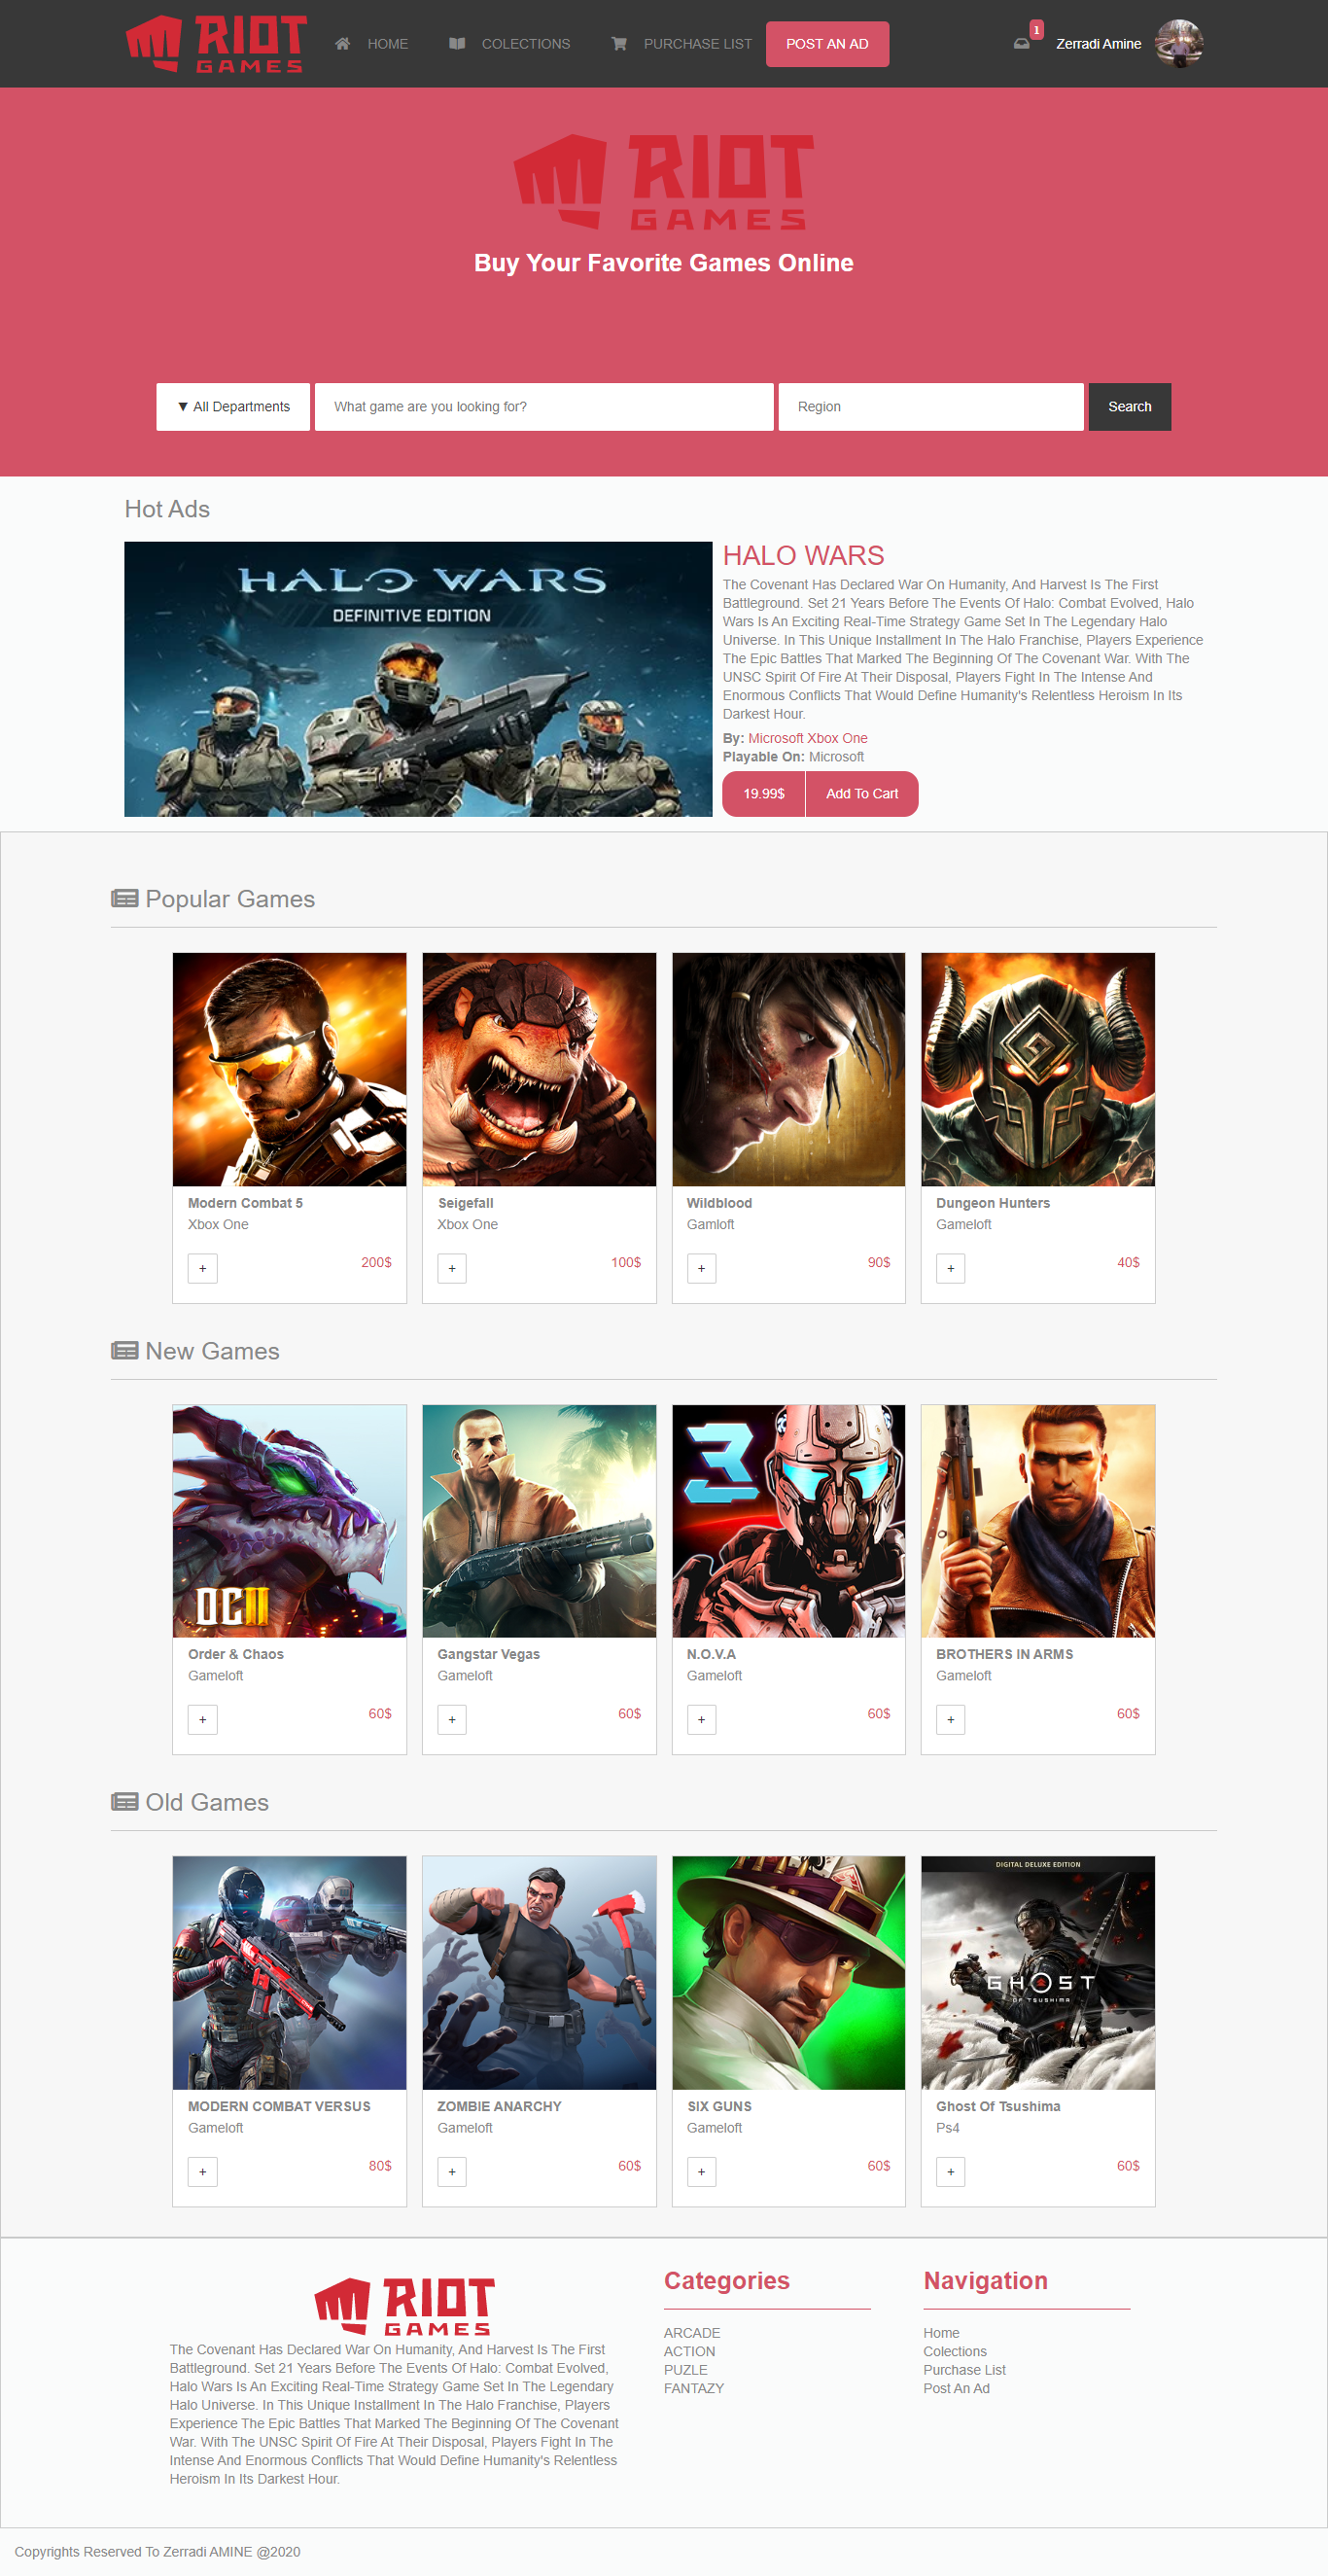 RIOT GAMES
HOME
COLECTIONS
PURCHASE LIST
POST AN AD
1
Zerradi Amine
RIOT
GAMES
Buy Your Favorite Games Online
▼ All Departments
What game are you looking for?
Region
Search
Hot Ads
HALO WARS
DEFINITIVE EDITION
HALO WARS
The Covenant Has Declared War On Humanity, And Harvest Is The First
Battleground. Set 21 Years Before The Events Of Halo: Combat Evolved, Halo
Wars Is An Exciting Real-Time Strategy Game Set In The Legendary Halo
Universe. In This Unique Installment In The Halo Franchise, Players Experience
The Epic Battles That Marked The Beginning Of The Covenant War. With The
UNSC Spirit Of Fire At Their Disposal, Players Fight In The Intense And
Enormous Conflicts That Would Define Humanity's Relentless Heroism In Its
Darkest Hour.
By: Microsoft Xbox One
Playable On: Microsoft
19.99$
Add To Cart
Popular Games
Modern Combat 5
Xbox One
+
200$
Seigefall
Xbox One
+
100$
Wildblood
Gamloft
+
90$
Dungeon Hunters
Gameloft
+
40$
New Games
OC II
Order & Chaos
Gameloft
+
60$
Gangstar Vegas
Gameloft
+
60$
3
N.O.V.A
Gameloft
+
60$
BROTHERS IN ARMS
Gameloft
+
60$
Old Games
MODERN COMBAT VERSUS
Gameloft
+
80$
ZOMBIE ANARCHY
Gameloft
+
60$
SIX GUNS
Gameloft
+
60$
DIGITAL DELUXE EDITION
GHOST
OF TSUSHIMA
Ghost Of Tsushima
Ps4
+
60$
RIOT
GAMES
The Covenant Has Declared War On Humanity, And Harvest Is The First
Battleground. Set 21 Years Before The Events Of Halo: Combat Evolved,
Halo Wars Is An Exciting Real-Time Strategy Game Set In The Legendary
Halo Universe. In This Unique Installment In The Halo Franchise, Players
Experience The Epic Battles That Marked The Beginning Of The Covenant
War. With The UNSC Spirit Of Fire At Their Disposal, Players Fight In The
Intense And Enormous Conflicts That Would Define Humanity's Relentless
Heroism In Its Darkest Hour.
Categories
ARCADE
ACTION
PUZLE
FANTAZY
Navigation
Home
Colections
Purchase List
Post An Ad
Copyrights Reserved To Zerradi AMINE @2020